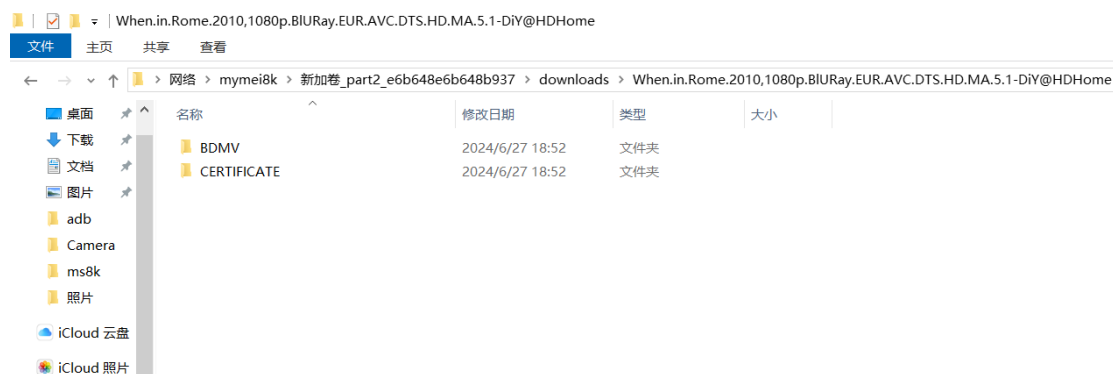 When.in.Rome.2010,1080p.BlURay.EUR.AVC.DTS.HD.MA.5.1-DiY@HDHome
文件 主页 共享 查看
网络 > mymei8k > 新加卷_part2_e6b648e6b648b937 > downloads > When.in.Rome.2010,1080p.BlURay.EUR.AVC.DTS.HD.MA.5.1-DiY@HDHome
桌面 名称 修改日期 类型 大小
下载
BDMV 2024/6/27 18:52 文件夹
文档
CERTIFICATE 2024/6/27 18:52 文件夹
图片
adb
Camera
ms8k
照片
iCloud 云盘
iCloud 照片